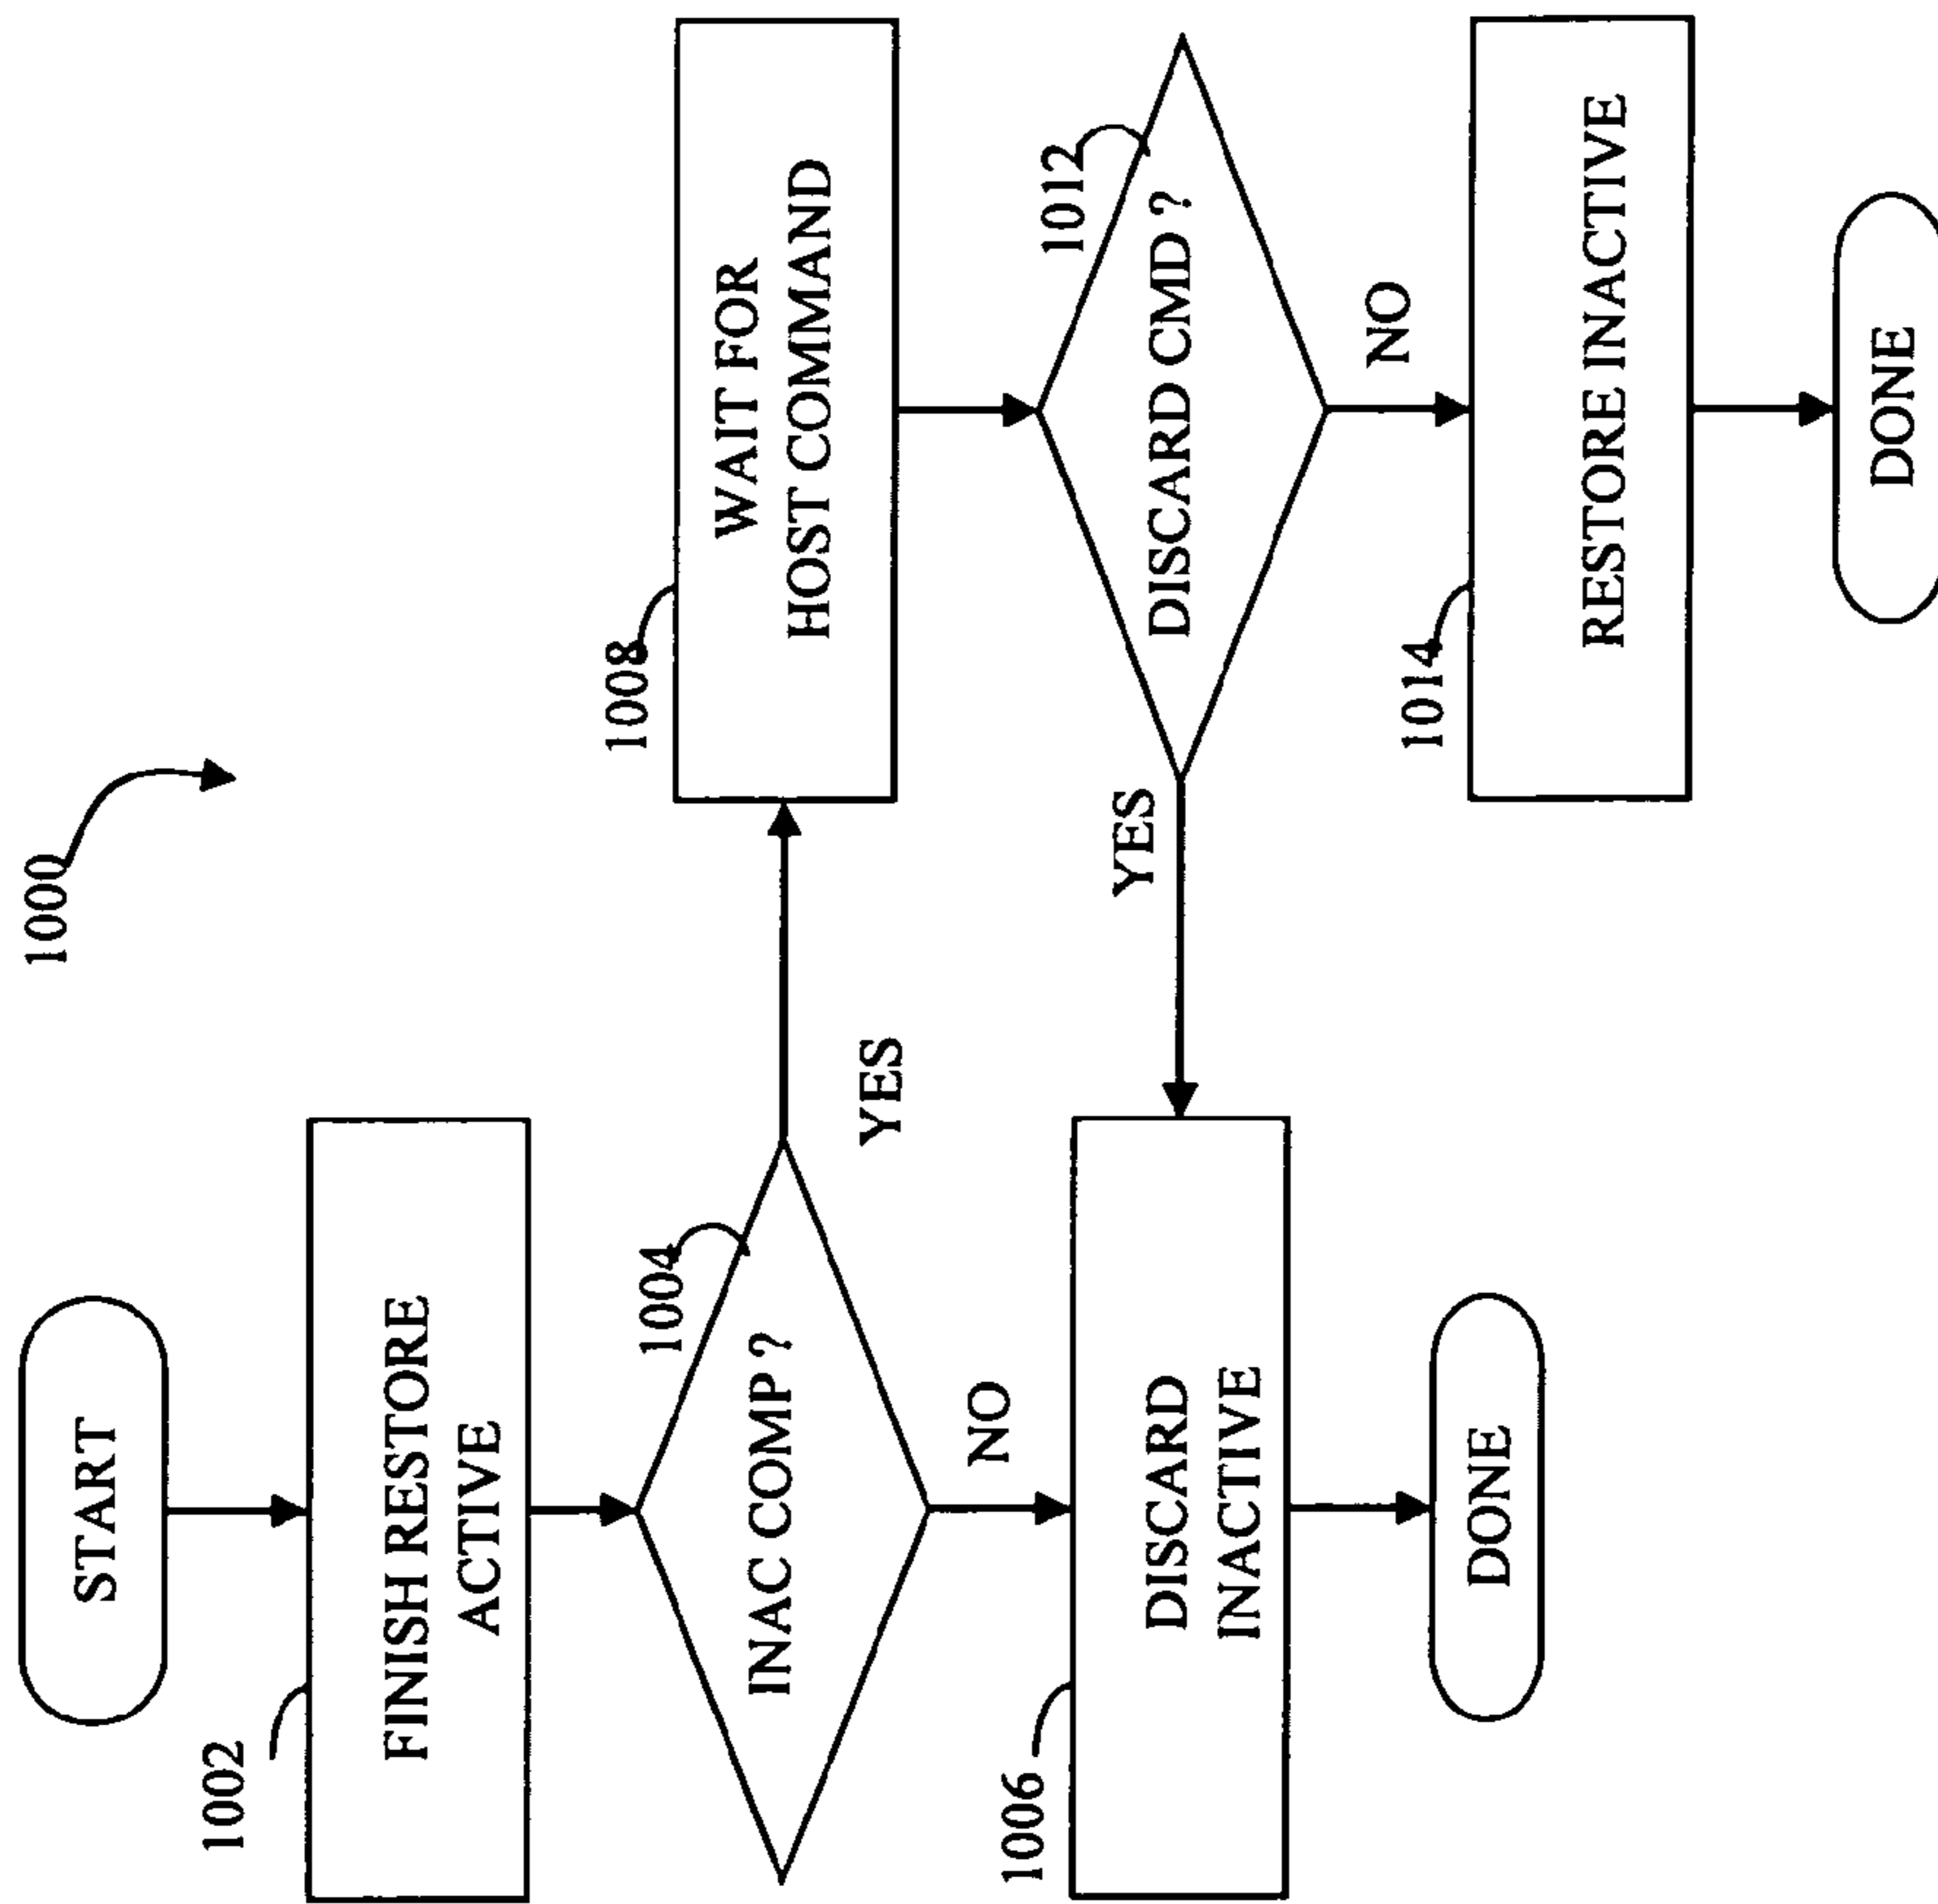 1000
START
1002
FINISH RESTORE
ACTIVE
1004
INAC COMP ?
YES
NO
1006
DISCARD
INACTIVE
DONE
1008
WAIT FOR
HOST COMMAND
1012
DISCARD CMD ?
YES
NO
1014
RESTORE INACTIVE
DONE